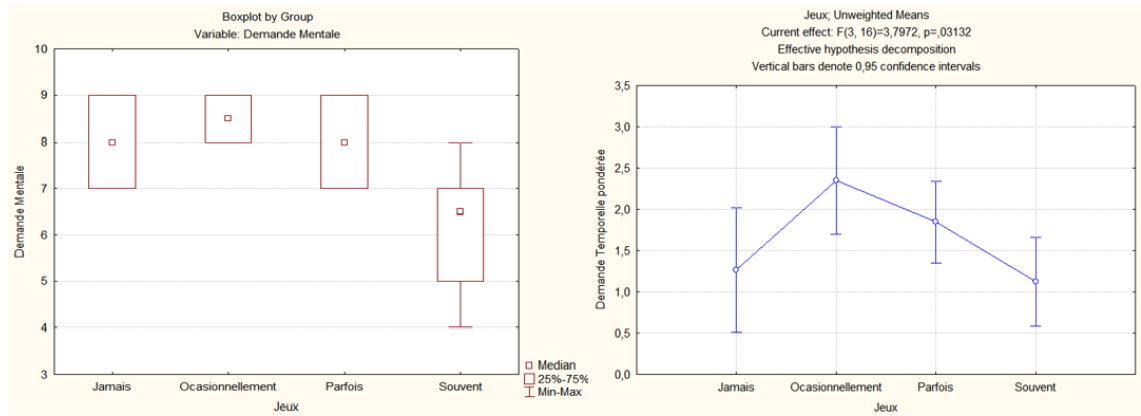 Boxplot by Group
Variable: Demande Mentale
10
9
8
7
6
5
4
3
Demande Mentale
Jamais Ocasionnellement Parfois Souvent
Jeux
Median
25%-75%
Min-Max
Jeux; Unweighted Means
Current effect: F(3, 16)=3,7972, p=,03132
Effective hypothesis decomposition
Vertical bars denote 0,95 confidence intervals
3,5
3,0
2,5
2,0
1,5
1,0
0,5
0,0
Demande Temporelle pondérée
Jamais Ocasionnellement Parfois Souvent
Jeux